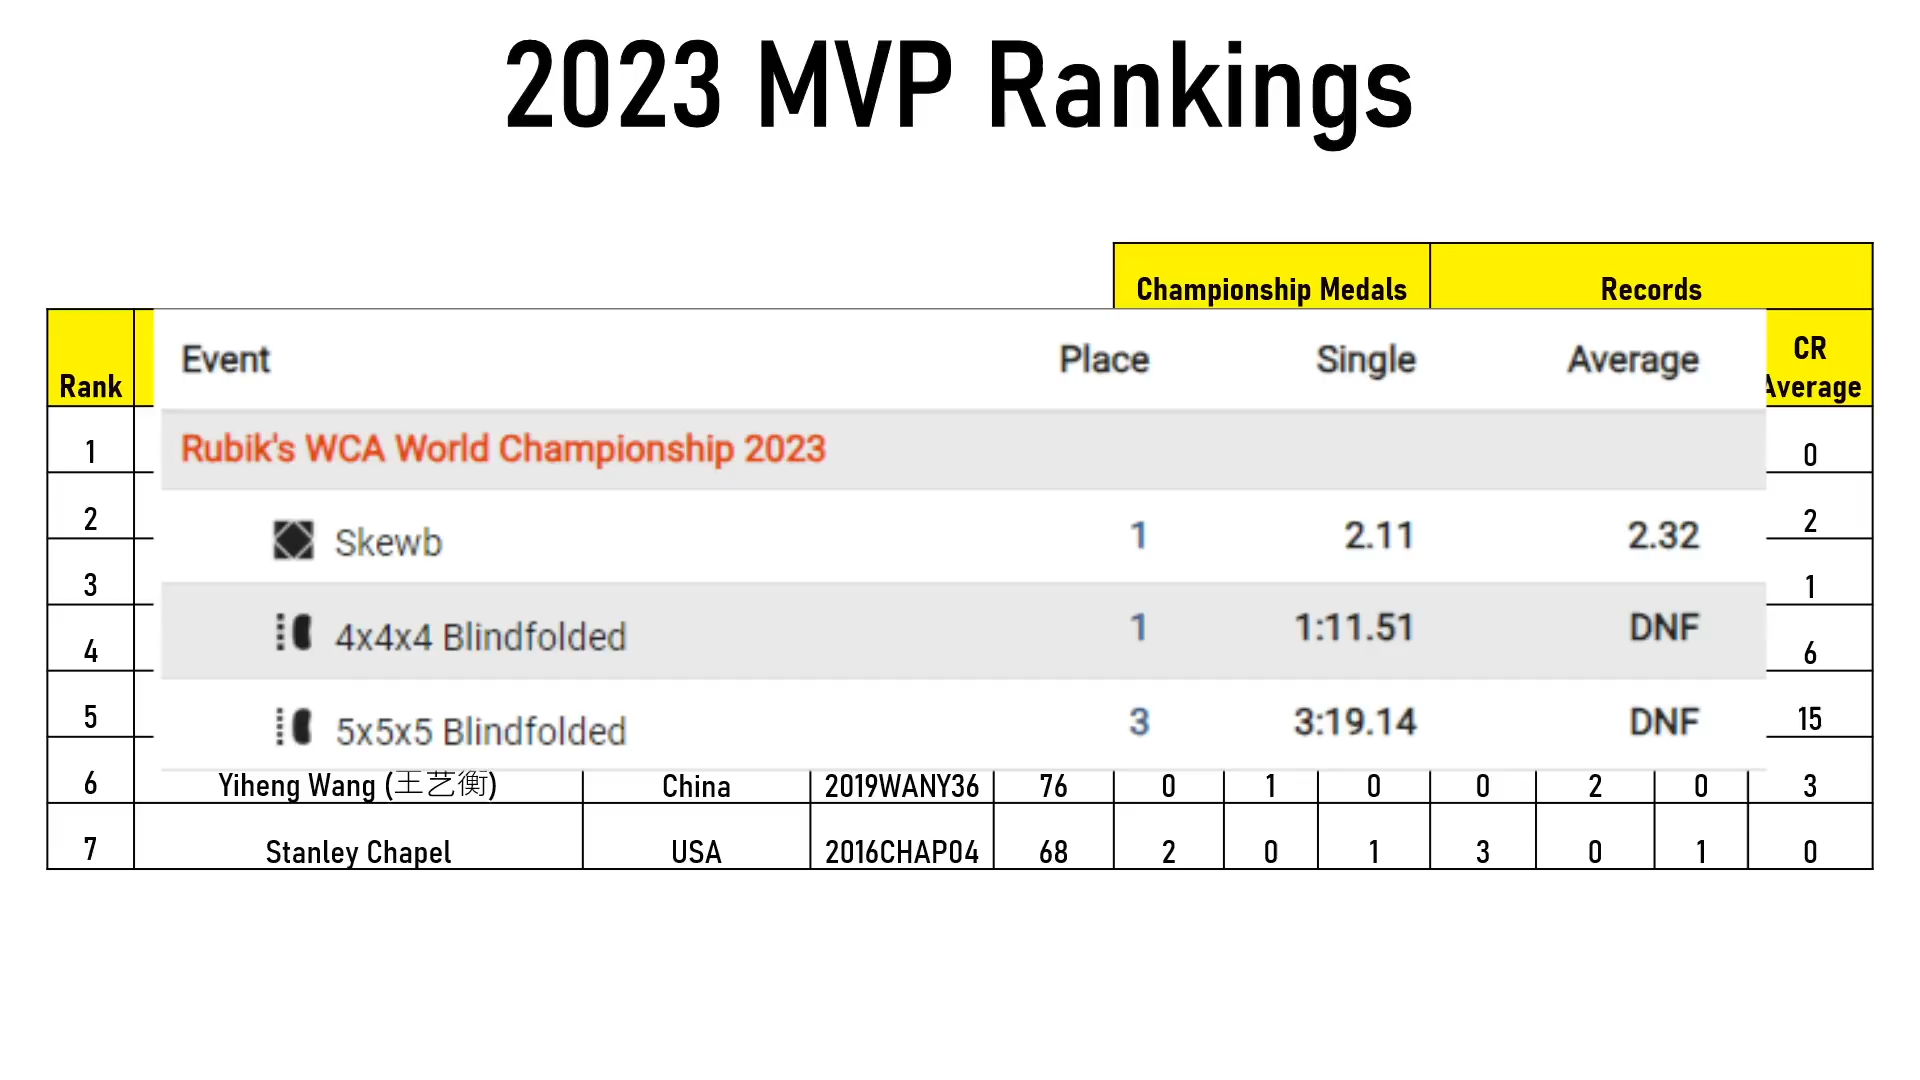 2023 MVP Rankings
Championship Medals Records
Rank CR Average
Event Place Single Average
Rubik's WCA World Championship 2023
Skewb 1 2.11 2.32
4x4x4 Blindfolded 1 1:11.51 DNF
5x5x5 Blindfolded 3 3:19.14 DNF
1 0
2 2
3 1
4 6
5 15
6 Yiheng Wang (王艺衡) China 2019WANY36 76 0 1 0 0 2 0 3
7 Stanley Chapel USA 2016CHAP04 68 2 0 1 3 0 1 0